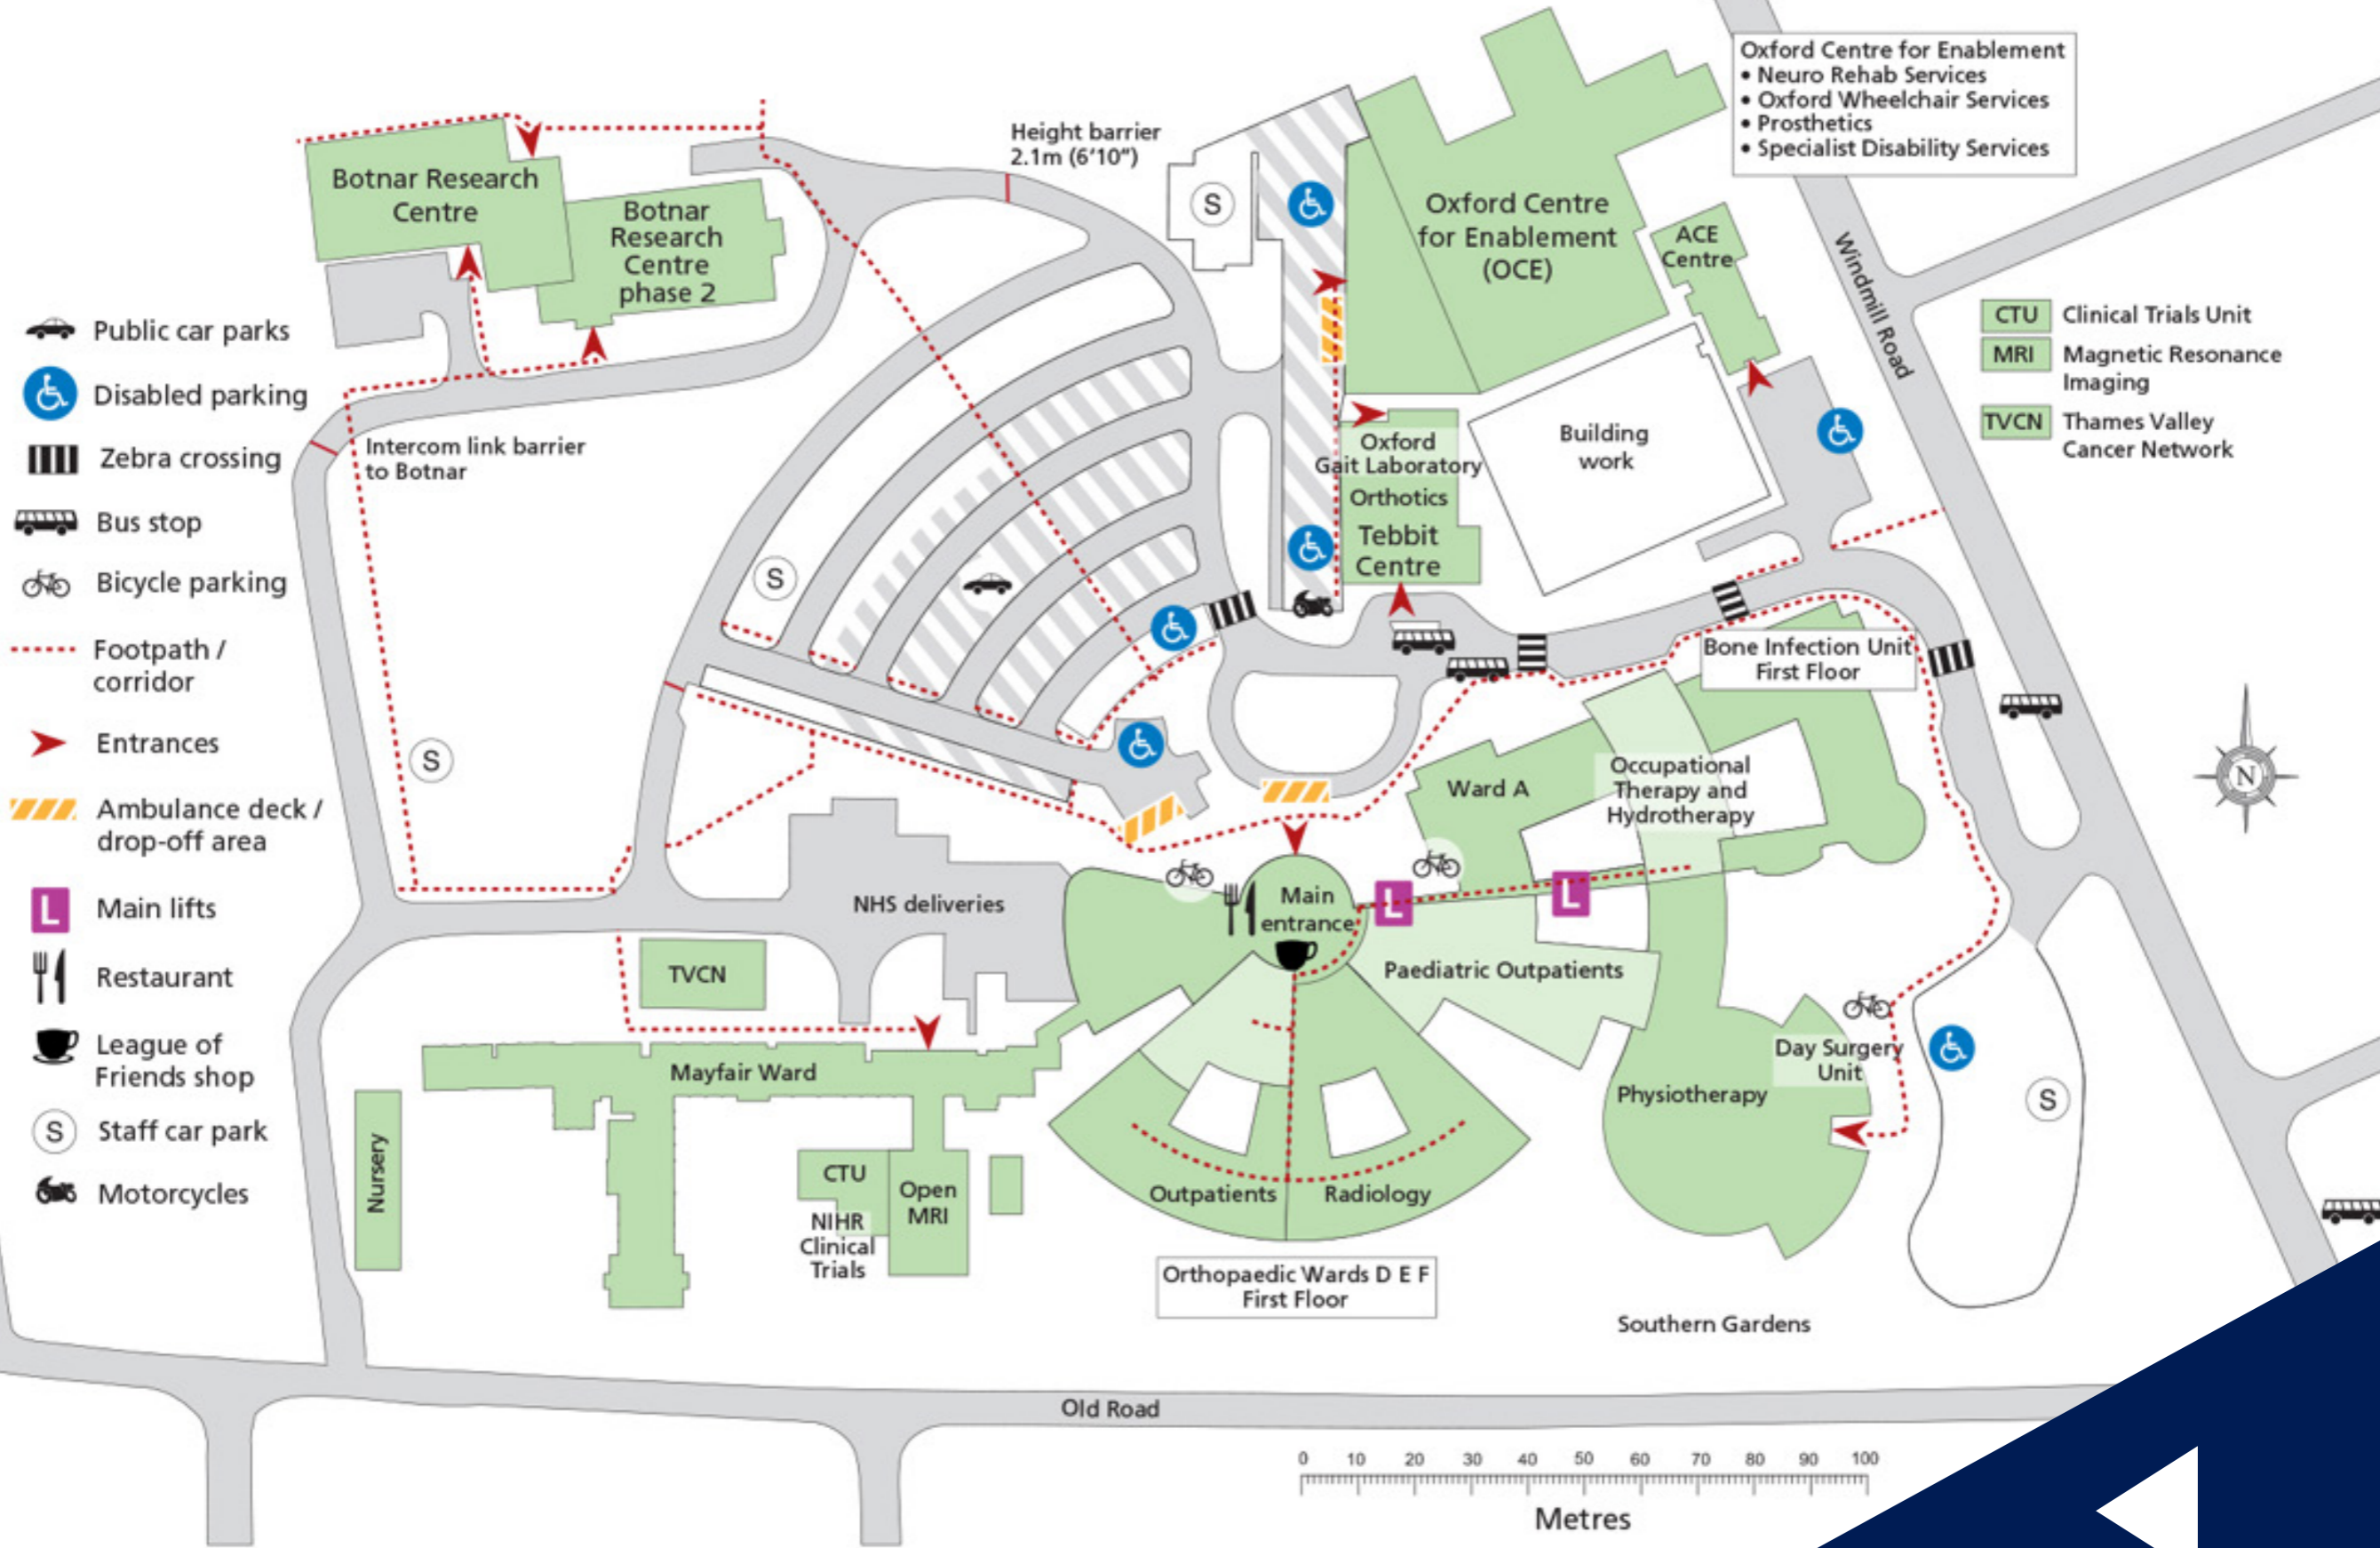 Oxford Centre for Enablement
• Neuro Rehab Services
• Oxford Wheelchair Services
• Prosthetics
• Specialist Disability Services
Height barrier
2.1m (6'10")
Botnar Research
Centre
Botnar
Research
Centre
phase 2
S
Oxford Centre
for Enablement
(OCE)
ACE
Centre
Windmill Road
CTU
Clinical Trials Unit
MRI
Magnetic Resonance
Imaging
TVCN
Thames Valley
Cancer Network
Public car parks
Disabled parking
Zebra crossing
Bus stop
Bicycle parking
Footpath /
corridor
Entrances
Ambulance deck /
drop-off area
L
Main lifts
Restaurant
League of
Friends shop
S
Staff car park
Motorcycles
Intercom link barrier
to Botnar
Oxford
Gait Laboratory
Orthotics
Tebbit
Centre
Building
work
S
S
Bone Infection Unit
First Floor
N
Ward A
Occupational
Therapy and
Hydrotherapy
NHS deliveries
Main
entrance
L
L
TVCN
Paediatric Outpatients
Mayfair Ward
Day Surgery
Unit
Physiotherapy
S
Nursery
CTU
Open
MRI
NIHR
Clinical
Trials
Outpatients
Radiology
Orthopaedic Wards D E F
First Floor
Southern Gardens
Old Road
0 10 20 30 40 50 60 70 80 90 100
Metres